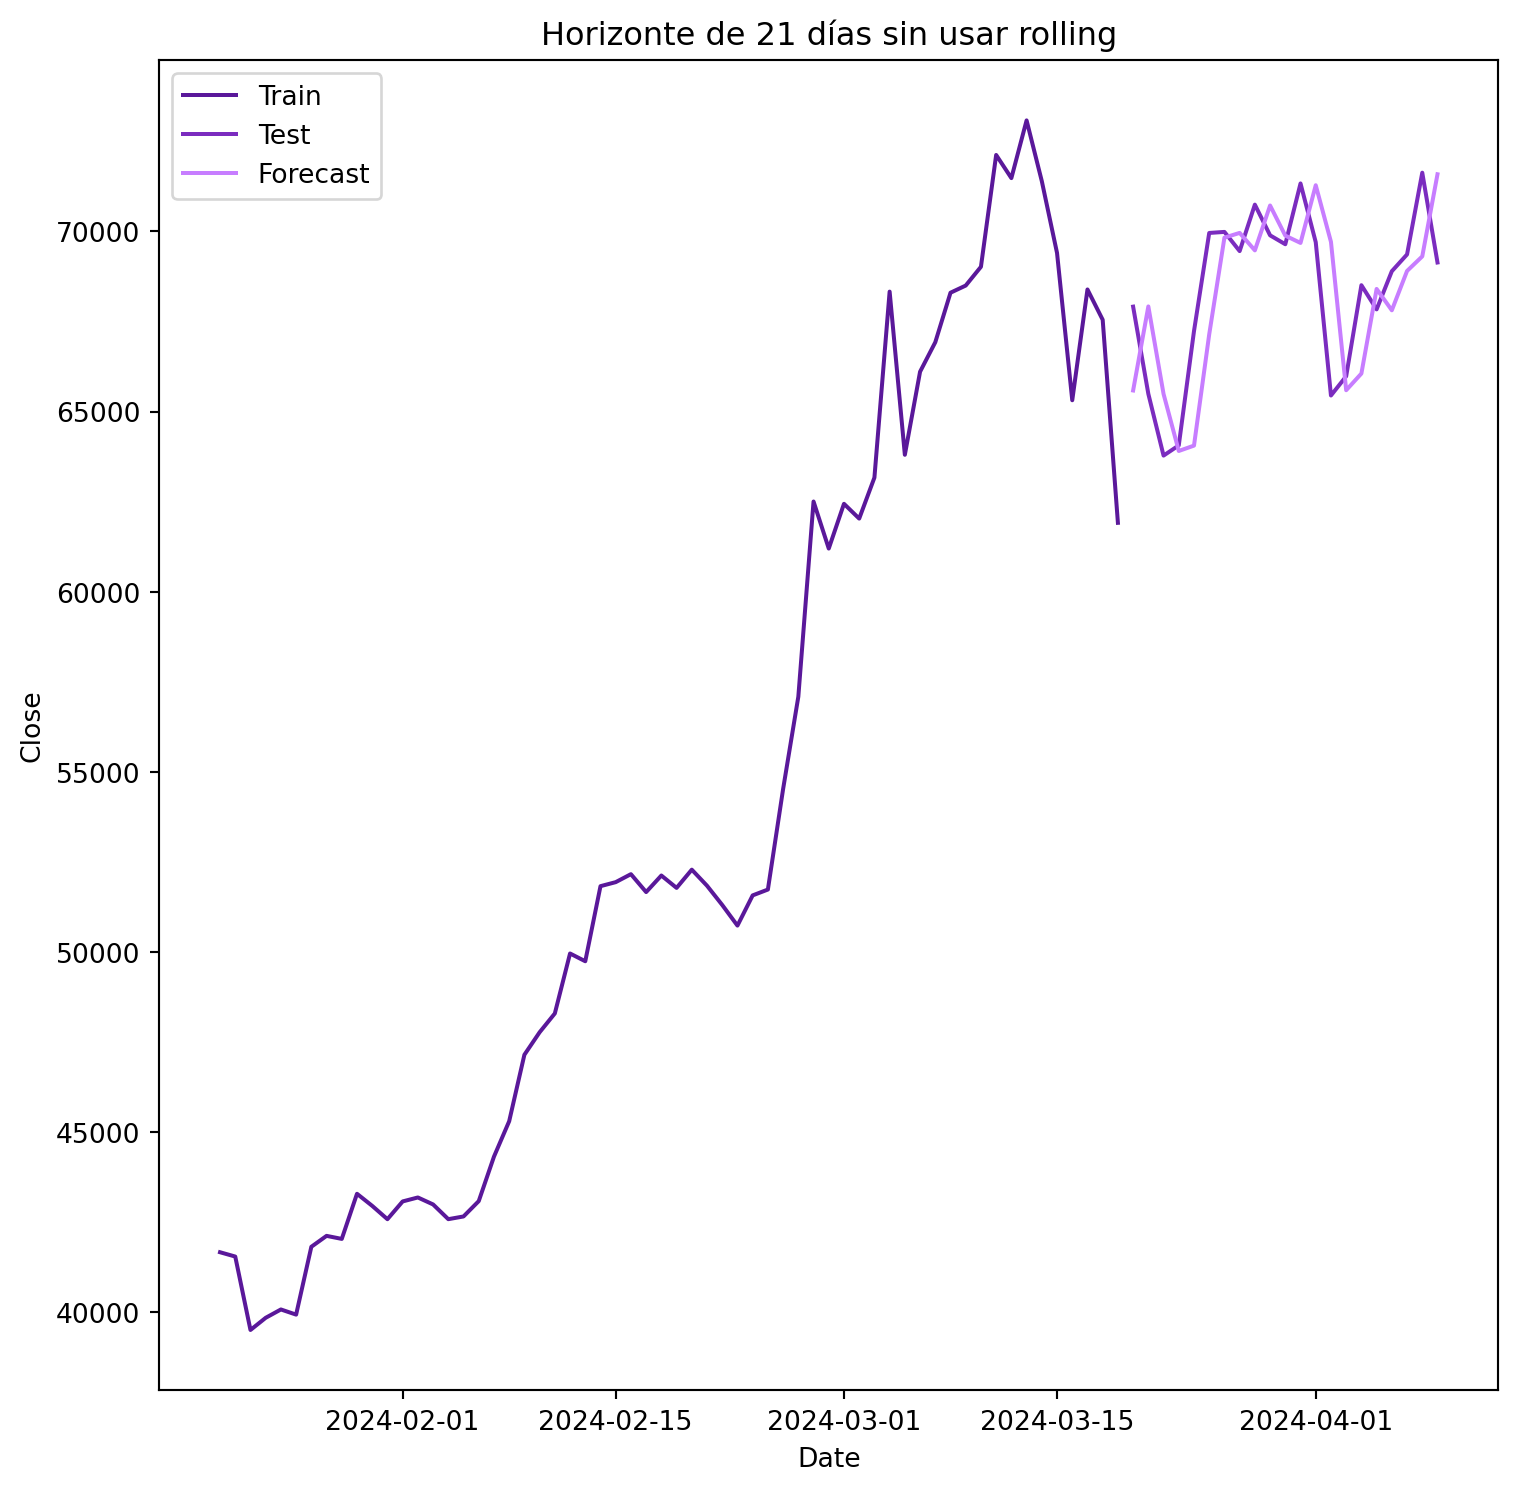 Horizonte de 21 días sin usar rolling
Train
Test
Forecast
70000
65000
60000
55000
50000
45000
40000
Close
2024-02-01
2024-02-15
2024-03-01
2024-03-15
2024-04-01
Date